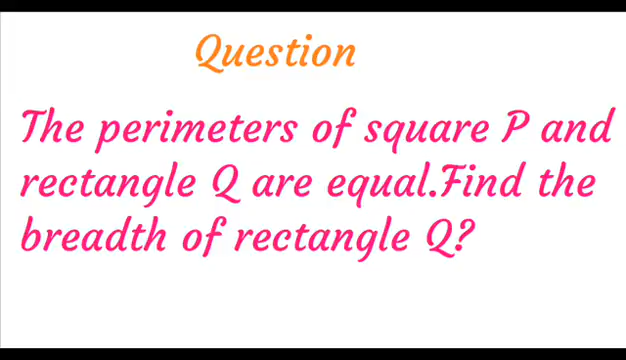 Question
The perimeters of square P and
rectangle Q are equal.Find the
breadth of rectangle Q?